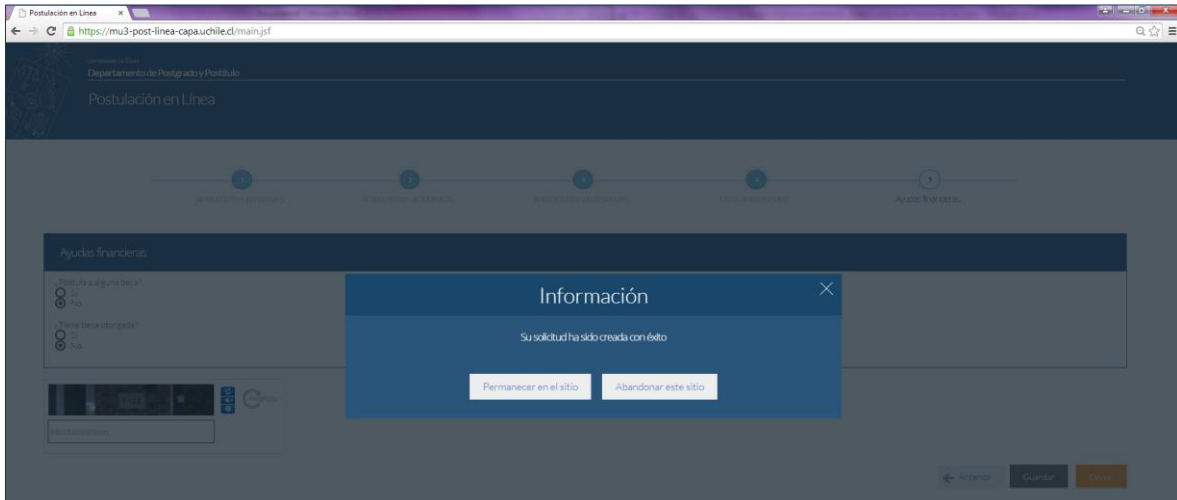 Postulación en Línea
https://mu3-post-linea-capa.uchile.cl/main.jsf
Departamento de Postgrado y Postítulo
Postulación en Línea
Ayudas financieras
Ayudas financieras
¿Postula a alguna beca?
Si
No
¿Tiene beca otorgada?
Si
No
Información
Su solicitud ha sido creada con éxito
Permanecer en el sitio
Abandonar este sitio
Anterior
Guardar